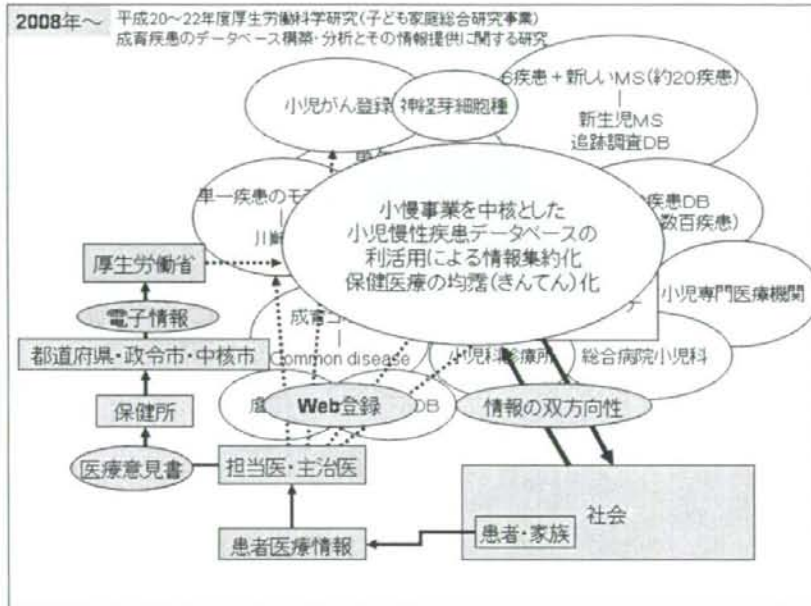 2008年～ 平成20～22年度厚生労働科学研究(子ども家庭総合研究事業)
成育疾患のデータベース構築・分析とその情報提供に関する研究
小児がん登録
神経芽細胞種
6疾患＋新しいMS(約20疾患)
新生児MS
追跡調査DB
単一疾患のモ
川崎
小慢事業を中核とした
小児慢性疾患データベースの
利活用による情報集約化
保健医療の均霑(きんてん)化
疾患DB
数百疾患)
厚生労働省
小児専門医療機関
電子情報
成育コ
都道府県・政令市・中核市
Common disease
小児科診療所
総合病院小児科
保健所
Web登録
DB
情報の双方向性
医療意見書
担当医・主治医
社会
患者・家族
患者医療情報